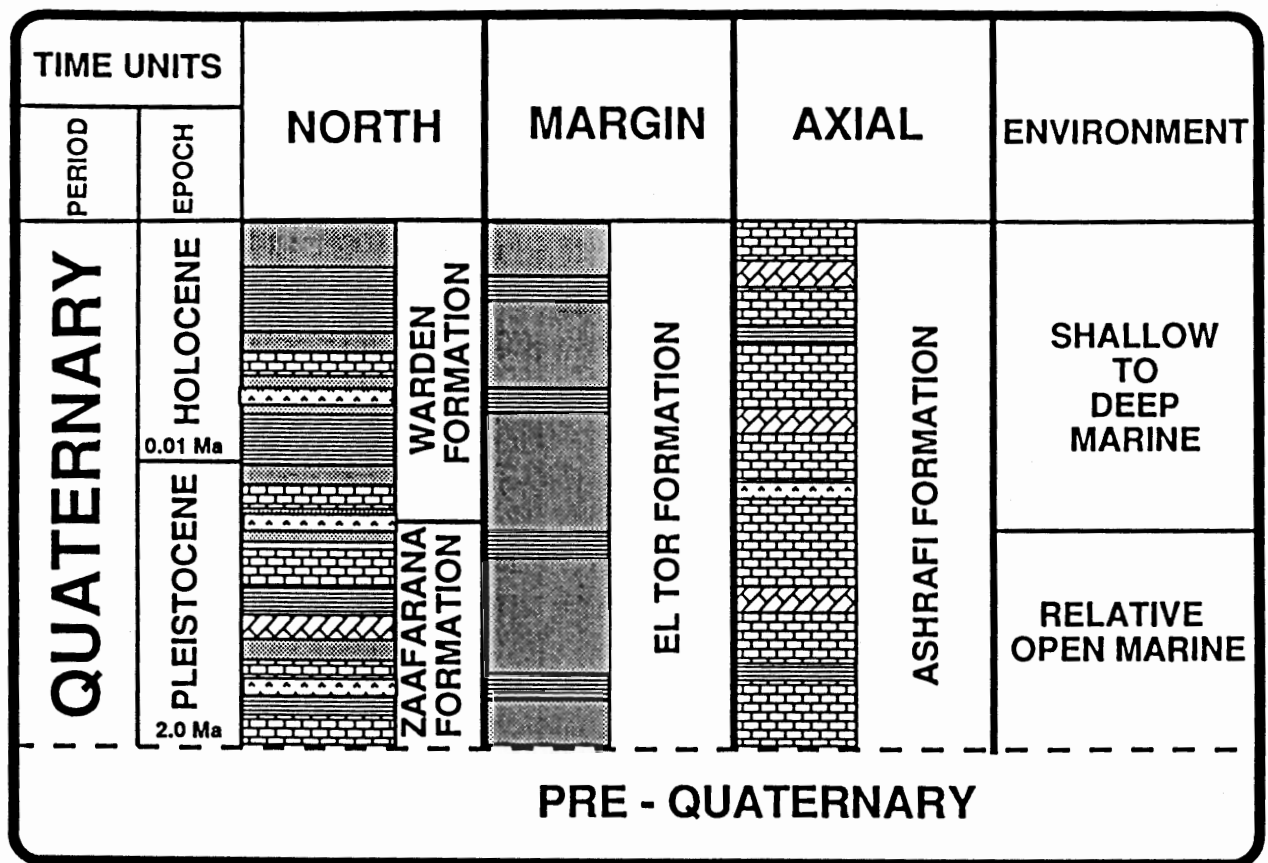 TIME UNITS
PERIOD
EPOCH
NORTH
MARGIN
AXIAL
ENVIRONMENT
QUATERNARY
HOLOCENE
0.01 Ma
PLEISTOCENE
2.0 Ma
WARDEN
FORMATION
ZAAFARANA
FORMATION
EL TOR FORMATION
ASHRAFI FORMATION
SHALLOW
TO
DEEP
MARINE
RELATIVE
OPEN MARINE
PRE - QUATERNARY